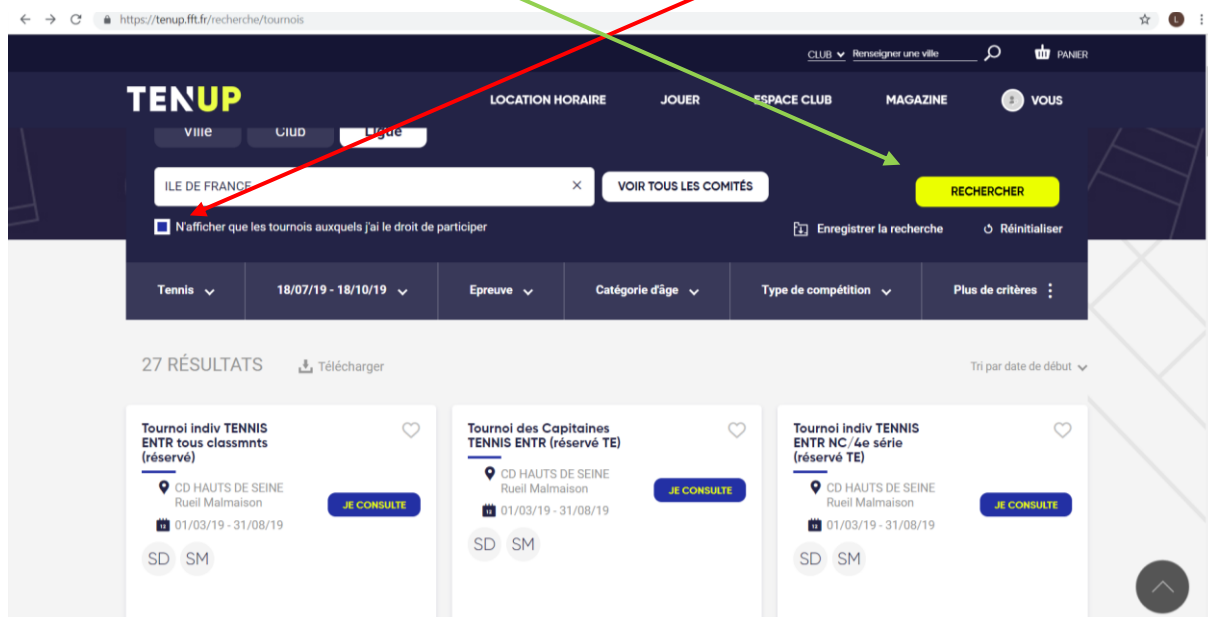 https://tenup.fft.fr/recherche/tournois
L
CLUB Renseigner une ville PANIER
TENUP LOCATION HORAIRE JOUER ESPACE CLUB MAGAZINE VOUS
Ville Club Ligue
ILE DE FRANCE × VOIR TOUS LES COMITÉS RECHERCHER
N'afficher que les tournois auxquels j'ai le droit de participer Enregistrer la recherche Réinitialiser
Tennis 18/07/19 - 18/10/19 Epreuve Catégorie d'âge Type de compétition Plus de critères
27 RÉSULTATS Télécharger Tri par date de début
Tournoi indiv TENNIS
ENTR tous classmnts
(réservé)
CD HAUTS DE SEINE
Rueil Malmaison
JE CONSULTE
01/03/19 - 31/08/19
SD SM
Tournoi des Capitaines
TENNIS ENTR (réservé TE)
CD HAUTS DE SEINE
Rueil Malmaison
JE CONSULTE
01/03/19 - 31/08/19
SD SM
Tournoi indiv TENNIS
ENTR NC/4e série
(réservé TE)
CD HAUTS DE SEINE
Rueil Malmaison
JE CONSULTE
01/03/19 - 31/08/19
SD SM